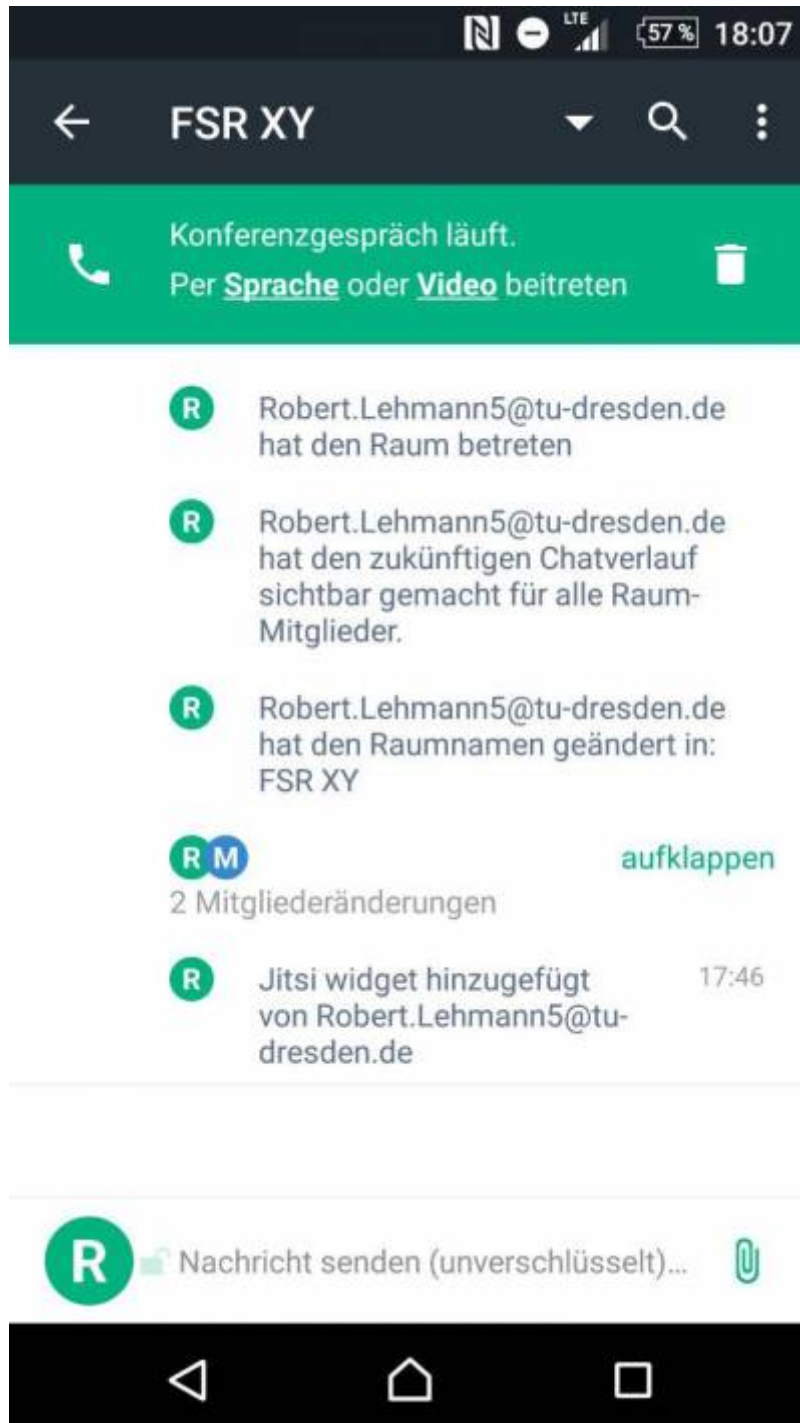 LTE 57 % 18:07
FSR XY
Konferenzgespräch läuft.
Per Sprache oder Video beitreten
R Robert.Lehmann5@tu-dresden.de
hat den Raum betreten
R Robert.Lehmann5@tu-dresden.de
hat den zukünftigen Chatverlauf
sichtbar gemacht für alle Raum-
Mitglieder.
R Robert.Lehmann5@tu-dresden.de
hat den Raumnamen geändert in:
FSR XY
R M aufklappen
2 Mitgliederänderungen
R Jitsi widget hinzugefügt 17:46
von Robert.Lehmann5@tu-
dresden.de
R Nachricht senden (unverschlüsselt)...